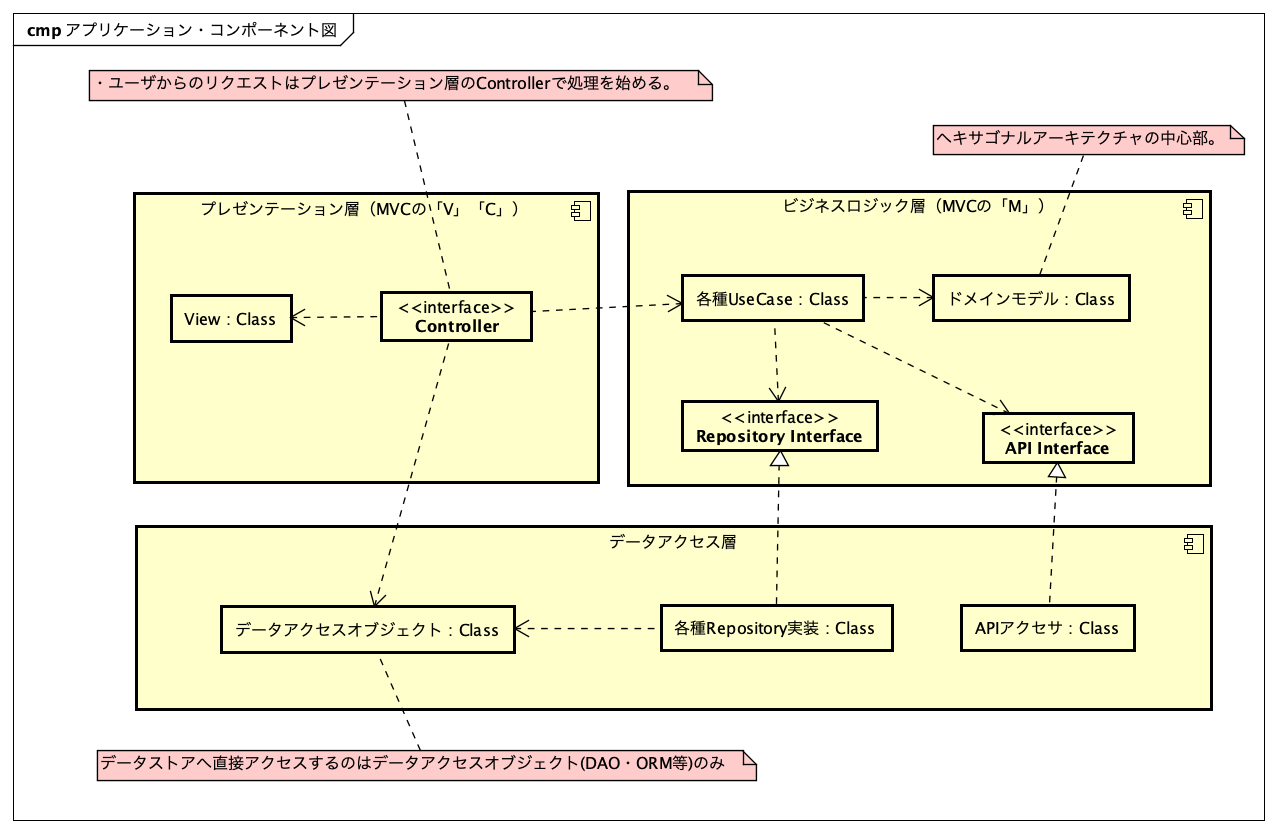 cmp アプリケーション・コンポーネント図
・ユーザからのリクエストはプレゼンテーション層のControllerで処理を始める。
ヘキサゴナルアーキテクチャの中心部。
プレゼンテーション層（MVCの「V」「C」）
ビジネスロジック層（MVCの「M」）
View：Class
<<interface>>
Controller
各種UseCase：Class
ドメインモデル：Class
<<interface>>
Repository Interface
<<interface>>
API Interface
データアクセス層
データアクセスオブジェクト：Class
各種Repository実装：Class
APIアクセサ：Class
データストアへ直接アクセスするのはデータアクセスオブジェクト(DAO・ORM等)のみ